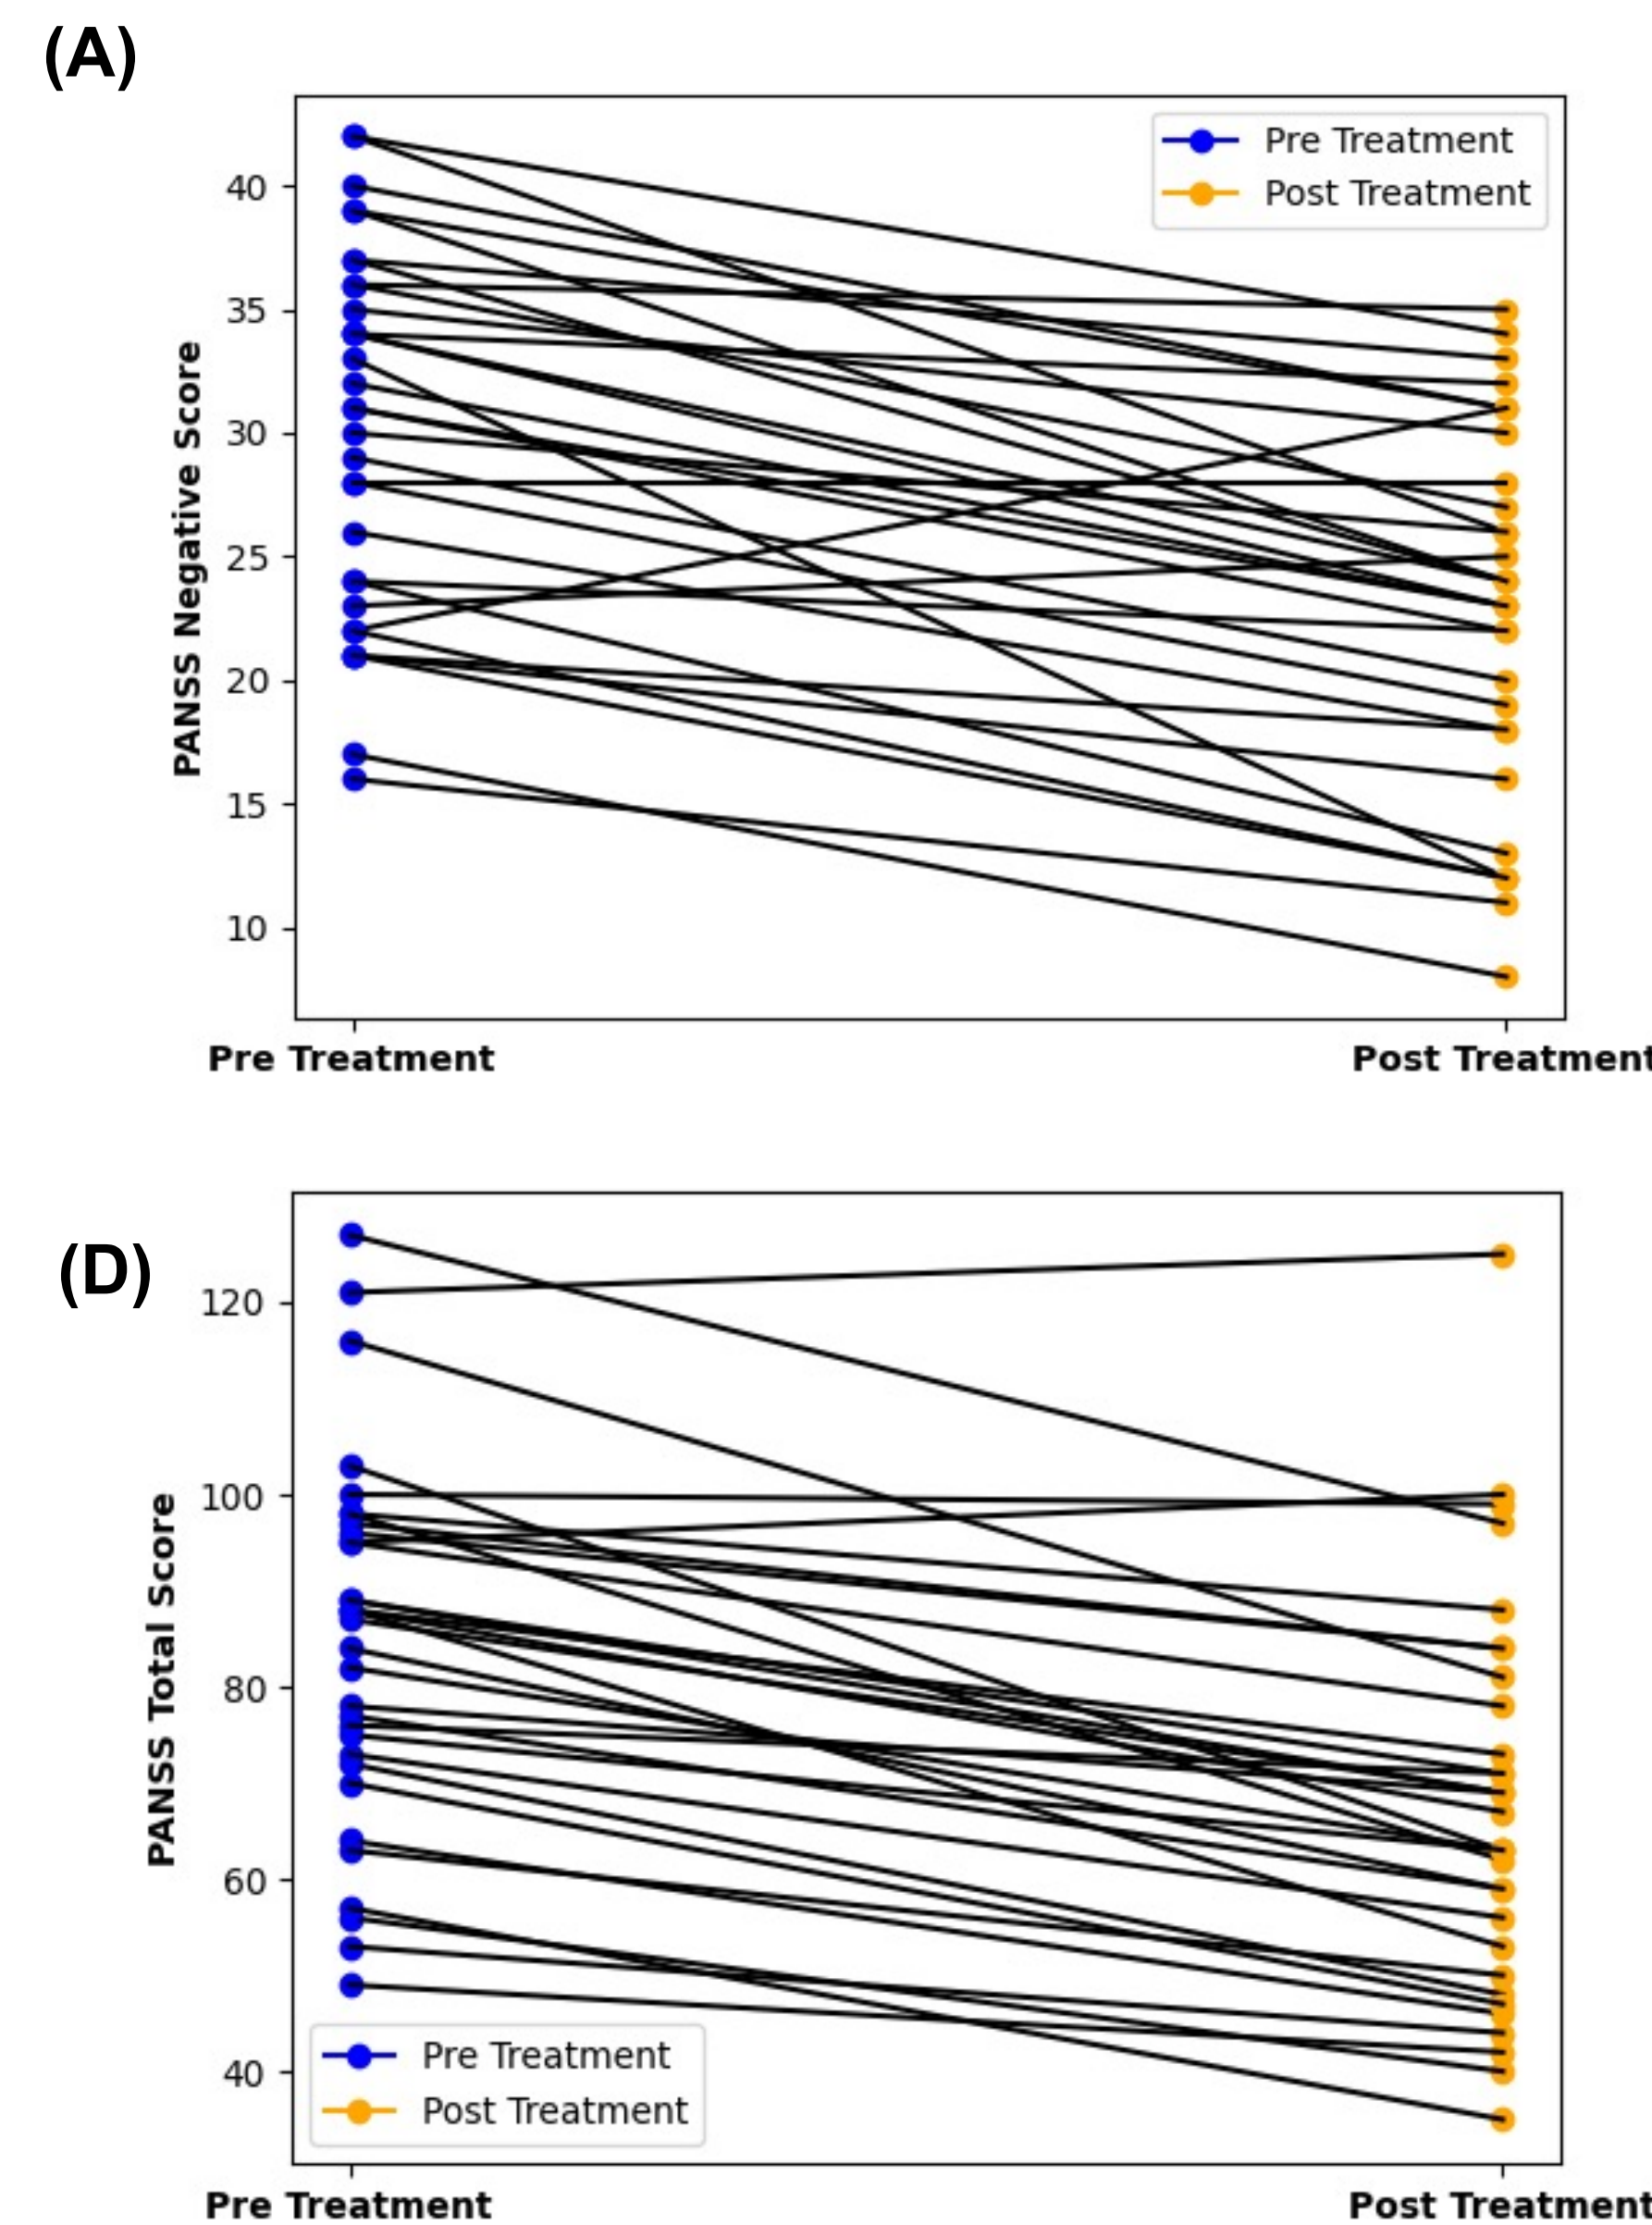 (A)
Pre Treatment
Post Treatment
40
35
30
25
20
15
10
PANSS Negative Score
Pre Treatment
Post Treatment
(D)
120
100
80
60
40
PANSS Total Score
Pre Treatment
Post Treatment
Pre Treatment
Post Treatment